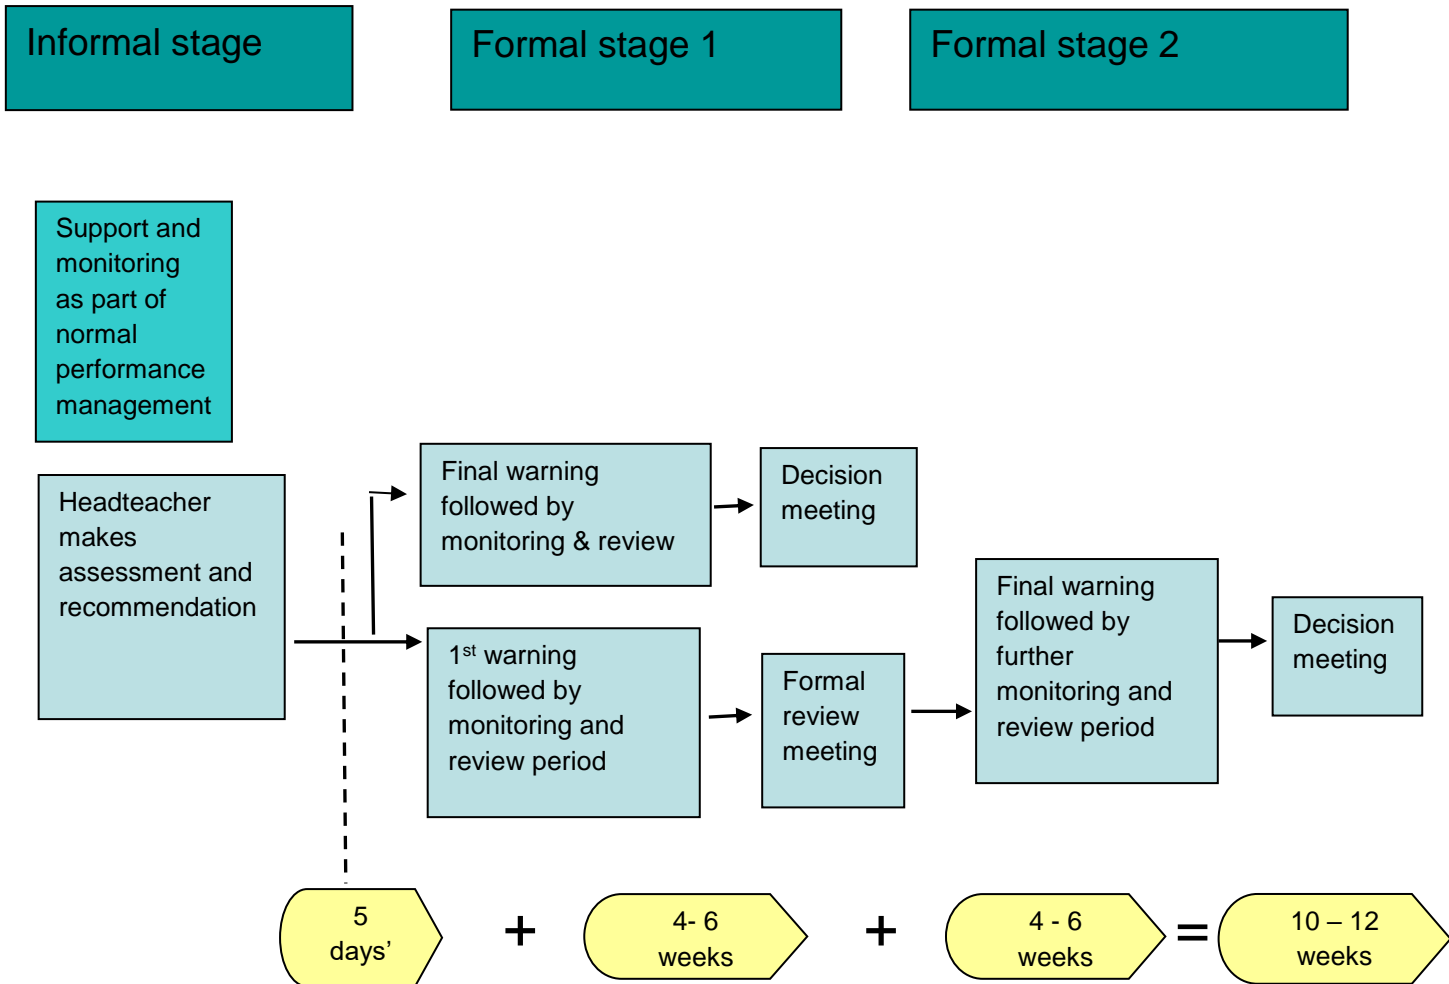 Informal stage
Formal stage 1
Formal stage 2
Support and
monitoring
as part of
normal
performance
management
Headteacher
makes
assessment and
recommendation
Final warning
followed by
monitoring & review
Decision
meeting
1st warning
followed by
monitoring and
review period
Formal
review
meeting
Final warning
followed by
further
monitoring and
review period
Decision
meeting
5
days’
+
4- 6
weeks
+
4 - 6
weeks
=
10 – 12
weeks